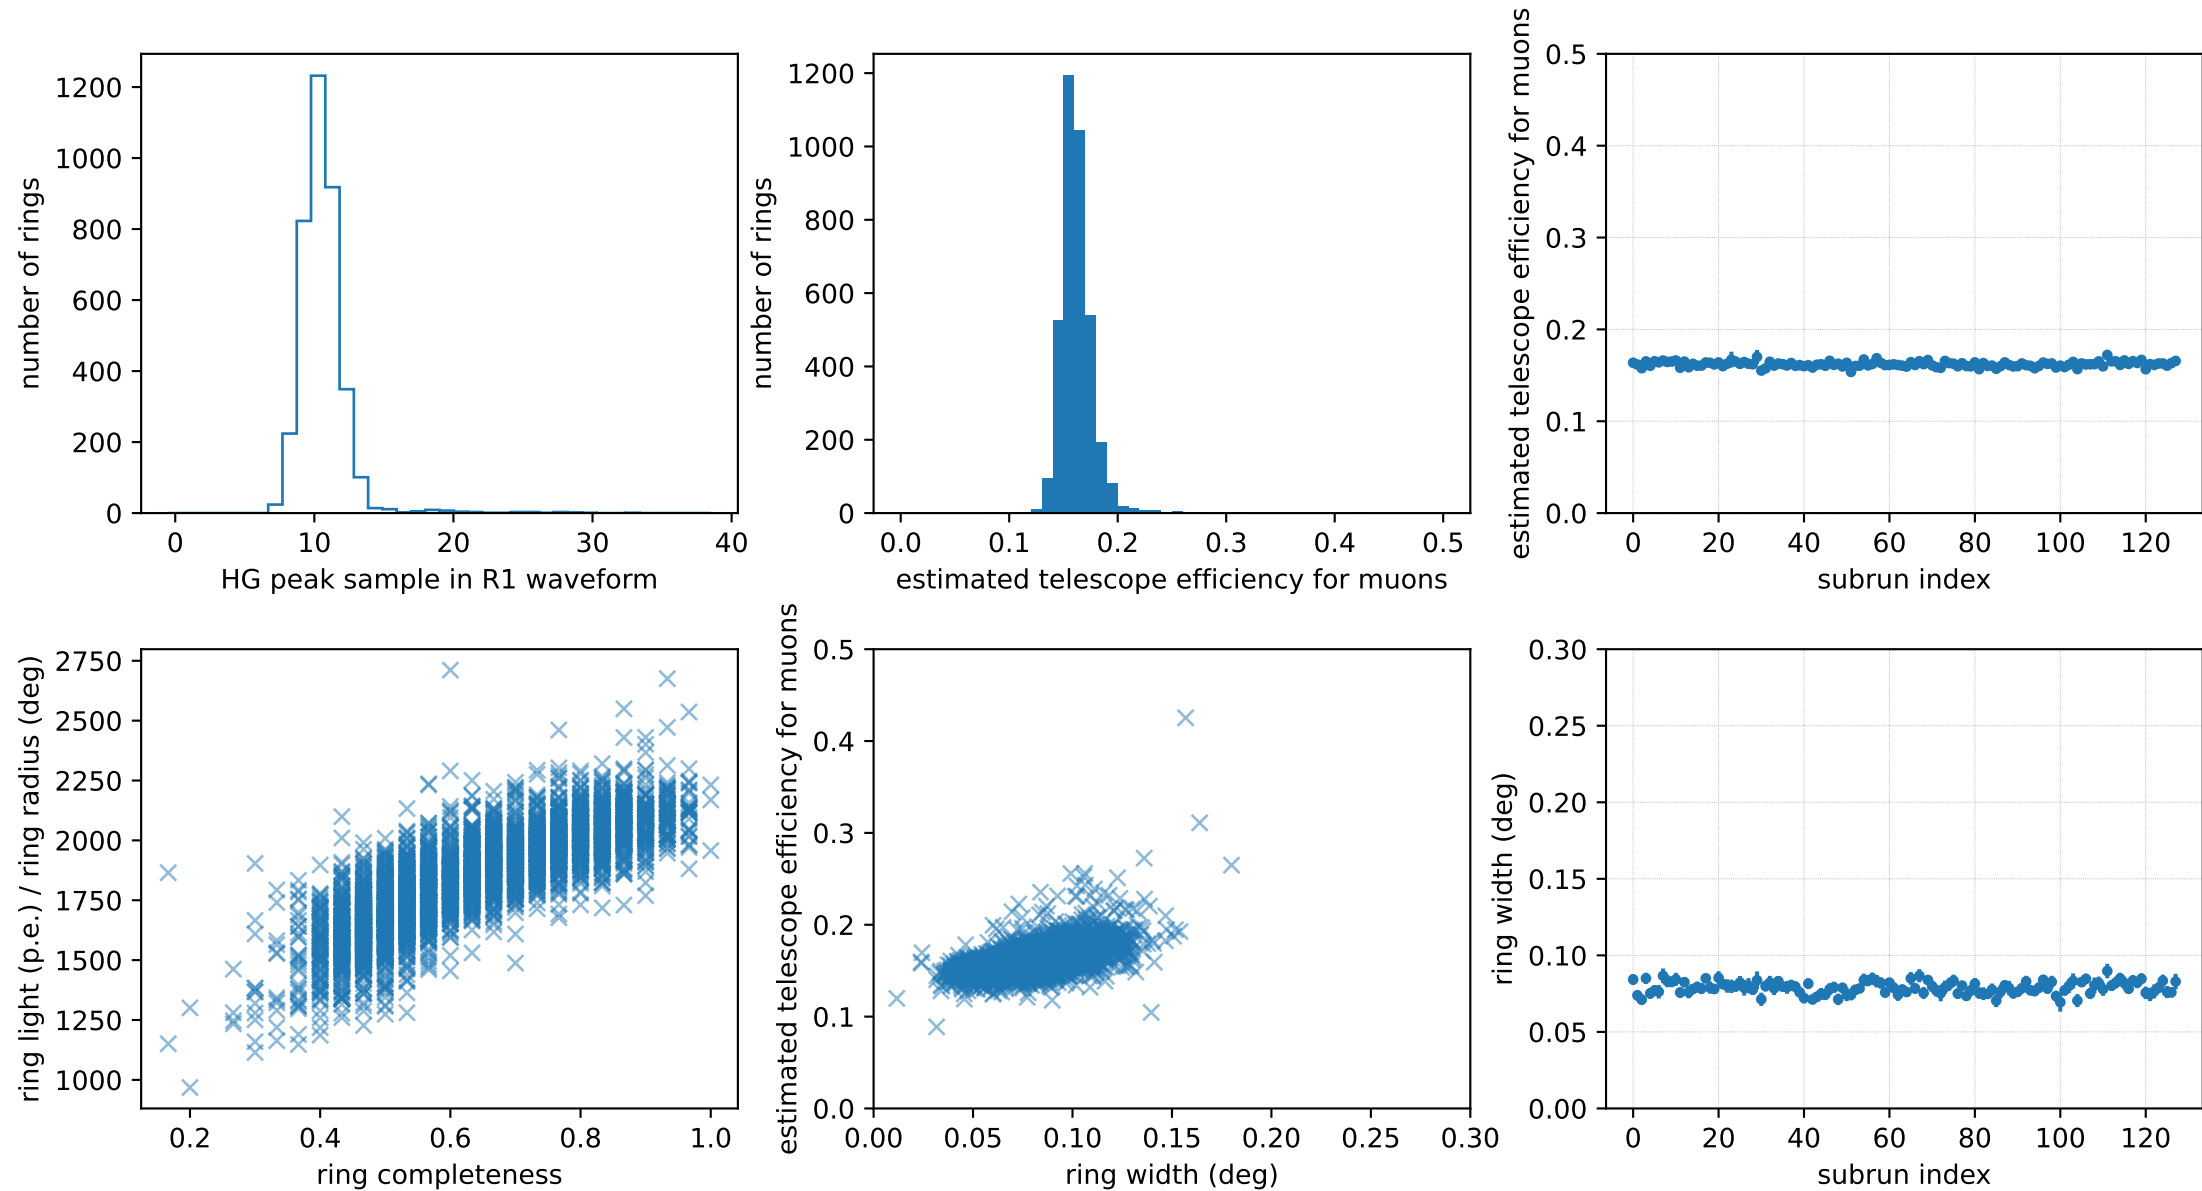 number of rings
1200
1000
800
600
400
200
0
0 10 20 30 40
HG peak sample in R1 waveform
number of rings
1200
1000
800
600
400
200
0
0.0 0.1 0.2 0.3 0.4 0.5
estimated telescope efficiency for muons
estimated telescope efficiency for muons
0.5
0.4
0.3
0.2
0.1
0.0
0 20 40 60 80 100 120
subrun index
ring light (p.e.) / ring radius (deg)
2750
2500
2250
2000
1750
1500
1250
1000
0.2 0.4 0.6 0.8 1.0
ring completeness
estimated telescope efficiency for muons
0.5
0.4
0.3
0.2
0.1
0.0
0.00 0.05 0.10 0.15 0.20 0.25 0.30
ring width (deg)
ring width (deg)
0.30
0.25
0.20
0.15
0.10
0.05
0.00
0 20 40 60 80 100 120
subrun index